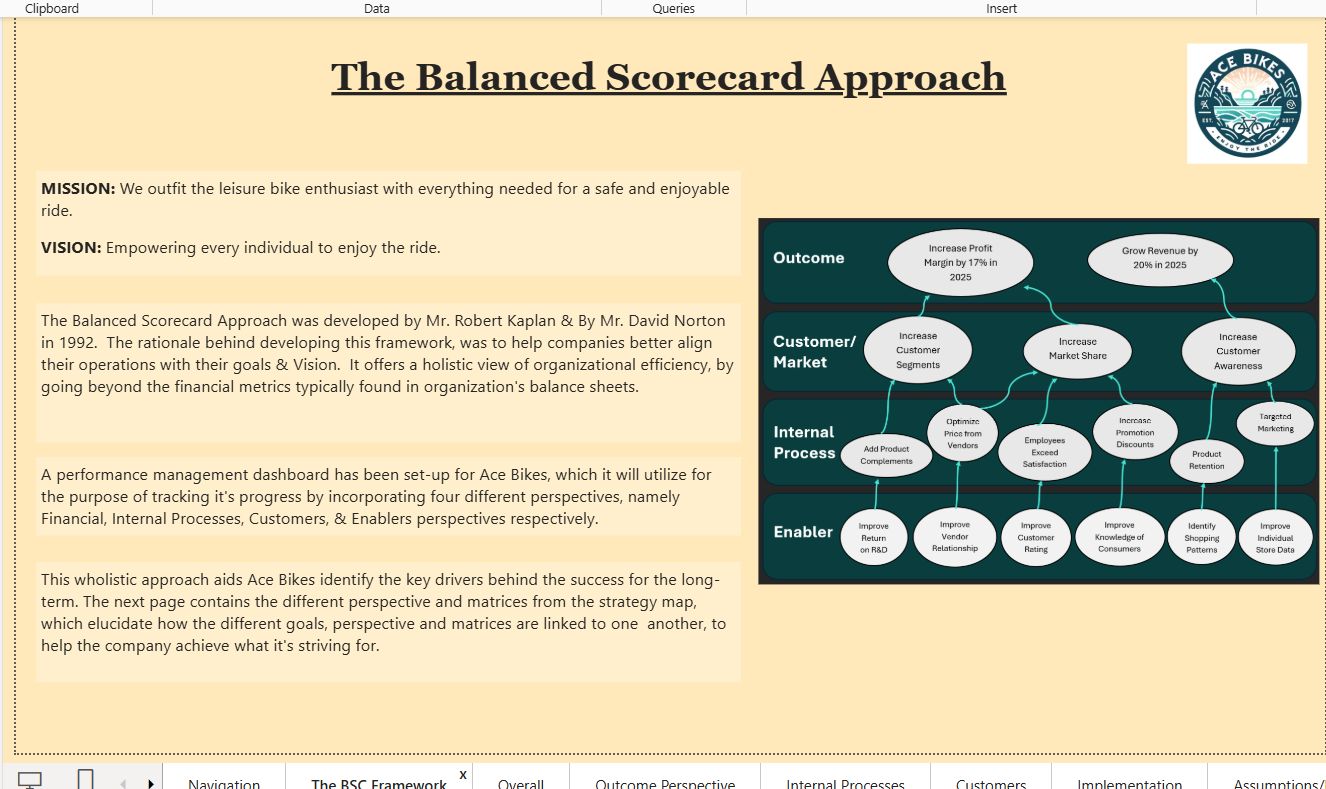 Clipboard
Data
Queries
Insert
The Balanced Scorecard Approach
ACE BIKES
EST.
2017
ENJOY THE RIDE
MISSION: We outfit the leisure bike enthusiast with everything needed for a safe and enjoyable
ride.
VISION: Empowering every individual to enjoy the ride.
The Balanced Scorecard Approach was developed by Mr. Robert Kaplan & By Mr. David Norton
in 1992.  The rationale behind developing this framework, was to help companies better align
their operations with their goals & Vision.  It offers a holistic view of organizational efficiency, by
going beyond the financial metrics typically found in organization's balance sheets.
A performance management dashboard has been set-up for Ace Bikes, which it will utilize for
the purpose of tracking it's progress by incorporating four different perspectives, namely
Financial, Internal Processes, Customers, & Enablers perspectives respectively.
This wholistic approach aids Ace Bikes identify the key drivers behind the success for the long-
term. The next page contains the different perspective and matrices from the strategy map,
which elucidate how the different goals, perspective and matrices are linked to one  another, to
help the company achieve what it's striving for.
Outcome
Increase Profit
Margin by 17% in
2025
Grow Revenue by
20% in 2025
Customer/
Market
Increase
Customer
Segments
Increase
Market Share
Increase
Customer
Awareness
Internal
Process
Add Product
Complements
Optimize
Price from
Vendors
Employees
Exceed
Satisfaction
Increase
Promotion
Discounts
Product
Retention
Targeted
Marketing
Enabler
Improve
Return
on R&D
Improve
Vendor
Relationship
Improve
Customer
Rating
Improve
Knowledge of
Consumers
Identify
Shopping
Patterns
Improve
Individual
Store Data
Navigation
The BSC Framework
x
Overall
Outcome Perspective
Internal Processes
Customers
Implementation
Assumptions/